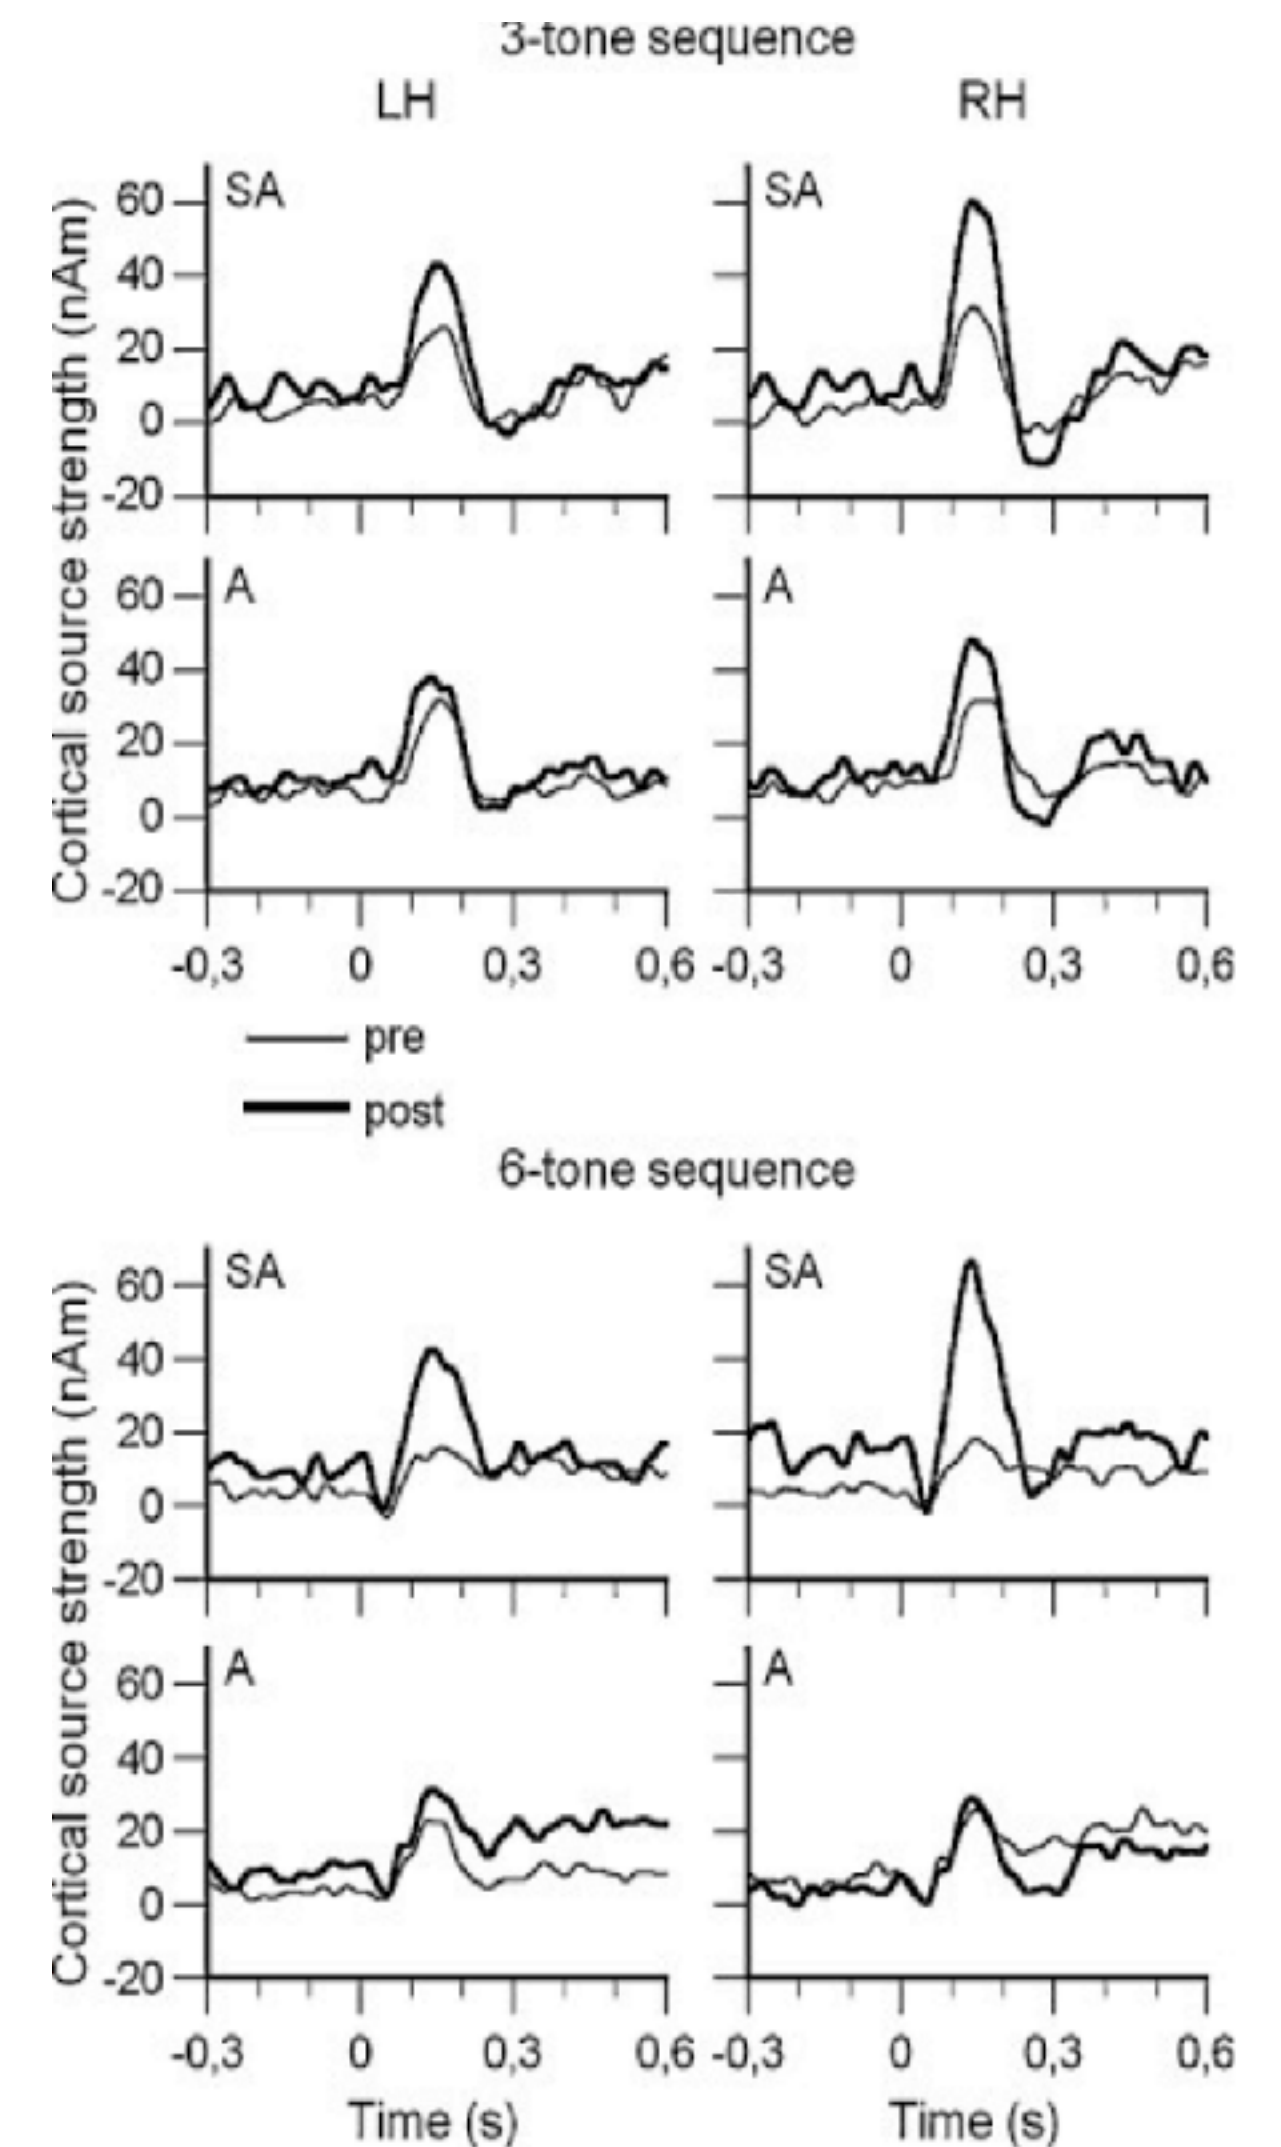 3-tone sequence
LH RH
SA SA
60
40
20
0
-20
A A
60
40
20
0
-20
Cortical source strength (nAm)
-0,3 0 0,3 0,6 -0,3 0 0,3 0,6
pre
post
6-tone sequence
SA SA
60
40
20
0
-20
A A
60
40
20
0
-20
Cortical source strength (nAm)
-0,3 0 0,3 0,6 -0,3 0 0,3 0,6
Time (s) Time (s)